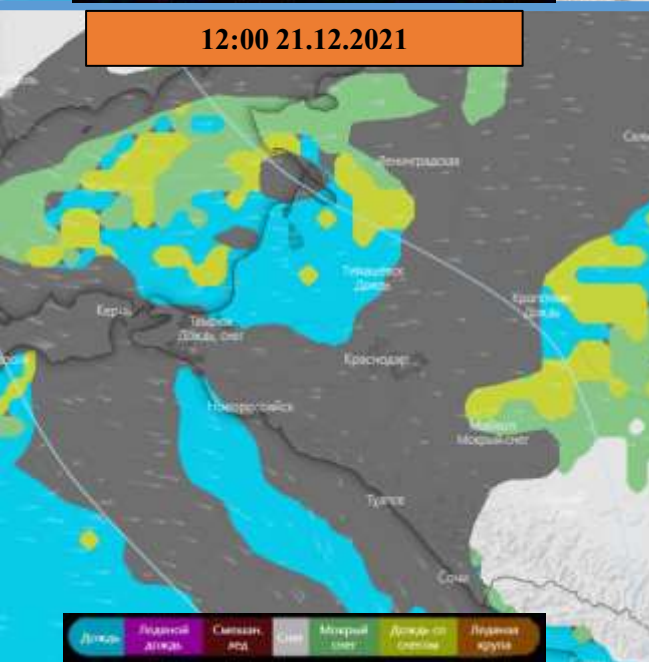 12:00 21.12.2021
Ленинградская
Тимашевск
Дождь
Кропоткин
Дождь
Керчь
Темрюк
Дождь, снег
Краснодар
Новороссийск
Майкоп
Мокрый снег
Туапсе
Сочи
Дождь
Ледяной дождь
Смешан. лед
Снег
Мокрый снег
Дождь со снегом
Ледяная крупа